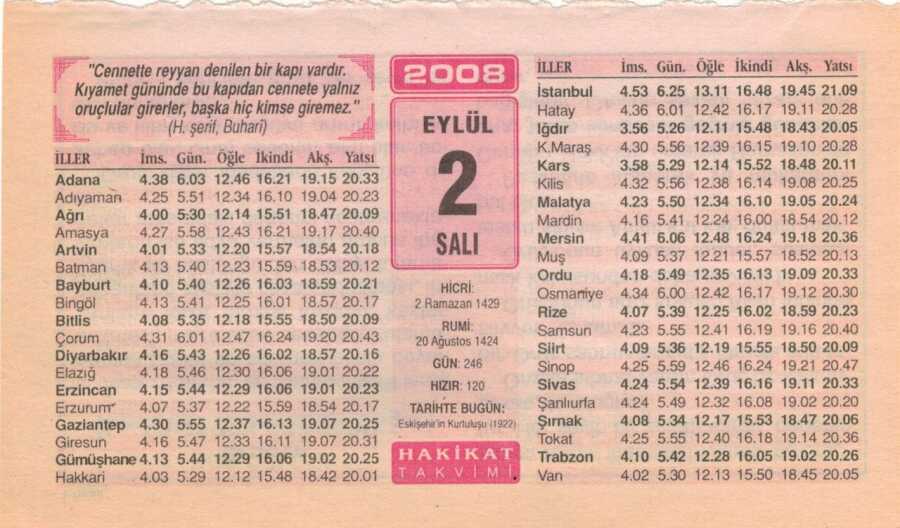 "Cennette reyyan denilen bir kapı vardır.
Kıyamet gününde bu kapıdan cennete yalnız
oruçlular girerler, başka hiç kimse giremez."
(H. şerif, Buharî)
İLLER İms. Gün. Öğle İkindi Akş. Yatsı
Adana 4.38 6.03 12.46 16.21 19.15 20.33
Adıyaman 4.25 5.51 12.34 16.10 19.04 20.23
Ağrı 4.00 5:30 12.14 15.51 18.47 20.09
Amasya 4.27 5.58 12.43 16.21 19.17 20.40
Artvin 4.01 5.33 12.20 15.57 18.54 20.18
Batman 4.13 5.40 12.23 15.59 18.53 20.12
Bayburt 4.10 5.40 12.26 16.03 18.59 20.21
Bingöl 4.13 5.41 12.25 16.01 18.57 20.17
Bitlis 4.08 5.35 12.18 15.55 18.50 20.09
Çorum 4.31 6.01 12.47 16.24 19.20 20.43
Diyarbakır 4.16 5.43 12.26 16.02 18.57 20.16
Elazığ 4.18 5.46 12.30 16.06 19.01 20.22
Erzincan 4.15 5.44 12.29 16.06 19.01 20.23
Erzurum 4.07 5.37 12.22 15.59 18.54 20.17
Gaziantep 4.30 5.55 12.37 16.13 19.07 20.25
Giresun 4.16 5.47 12.33 16.11 19.07 20.31
Gümüşhane 4.13 5.44 12.29 16.06 19.02 20.25
Hakkari 4.03 5.29 12.12 15.48 18.42 20.01
2008
EYLÜL
2
SALI
HİCRİ:
2 Ramazan 1429
RUMİ:
20 Ağustos 1424
GÜN: 246
HIZIR: 120
TARİHTE BUGÜN:
Eskişehir'in Kurtuluşu (1922)
HAKİKAT
TAKVİMİ
İLLER İms. Gün. Öğle İkindi Akş. Yatsı
İstanbul 4.53 6.25 13.11 16.48 19.45 21.09
Hatay 4.36 6.01 12.42 16.17 19.11 20.28
Iğdır 3.56 5.26 12.11 15.48 18.43 20.05
K.Maraş 4.30 5.56 12.39 16.15 19.10 20.28
Kars 3.58 5.29 12.14 15.52 18.48 20.11
Kilis 4.32 5.56 12.38 16.14 19.08 20.25
Malatya 4.23 5.50 12.34 16.10 19.05 20.24
Mardin 4.16 5.41 12.24 16.00 18.54 20.12
Mersin 4.41 6.06 12.48 16.24 19.18 20.36
Muş 4.09 5.37 12.21 15.57 18.52 20.13
Ordu 4.18 5.49 12.35 16.13 19.09 20.33
Osmaniye 4.34 6.00 12.42 16.17 19.12 20.30
Rize 4.07 5.39 12.25 16.02 18.59 20.23
Samsun 4.23 5.55 12.41 16.19 19.16 20.40
Siirt 4.09 5.36 12.19 15.55 18.50 20.09
Sinop 4.25 5.59 12.46 16.24 19.21 20.47
Sivas 4.24 5.54 12.39 16.16 19.11 20.33
Şanlıurfa 4.24 5.49 12.32 16.08 19.02 20.20
Şırnak 4.08 5.34 12.17 15.53 18.47 20.06
Tokat 4.25 5.55 12.40 16.18 19.14 20.36
Trabzon 4.10 5.42 12.28 16.05 19.02 20.26
Van 4.02 5.30 12.13 15.50 18.45 20.05